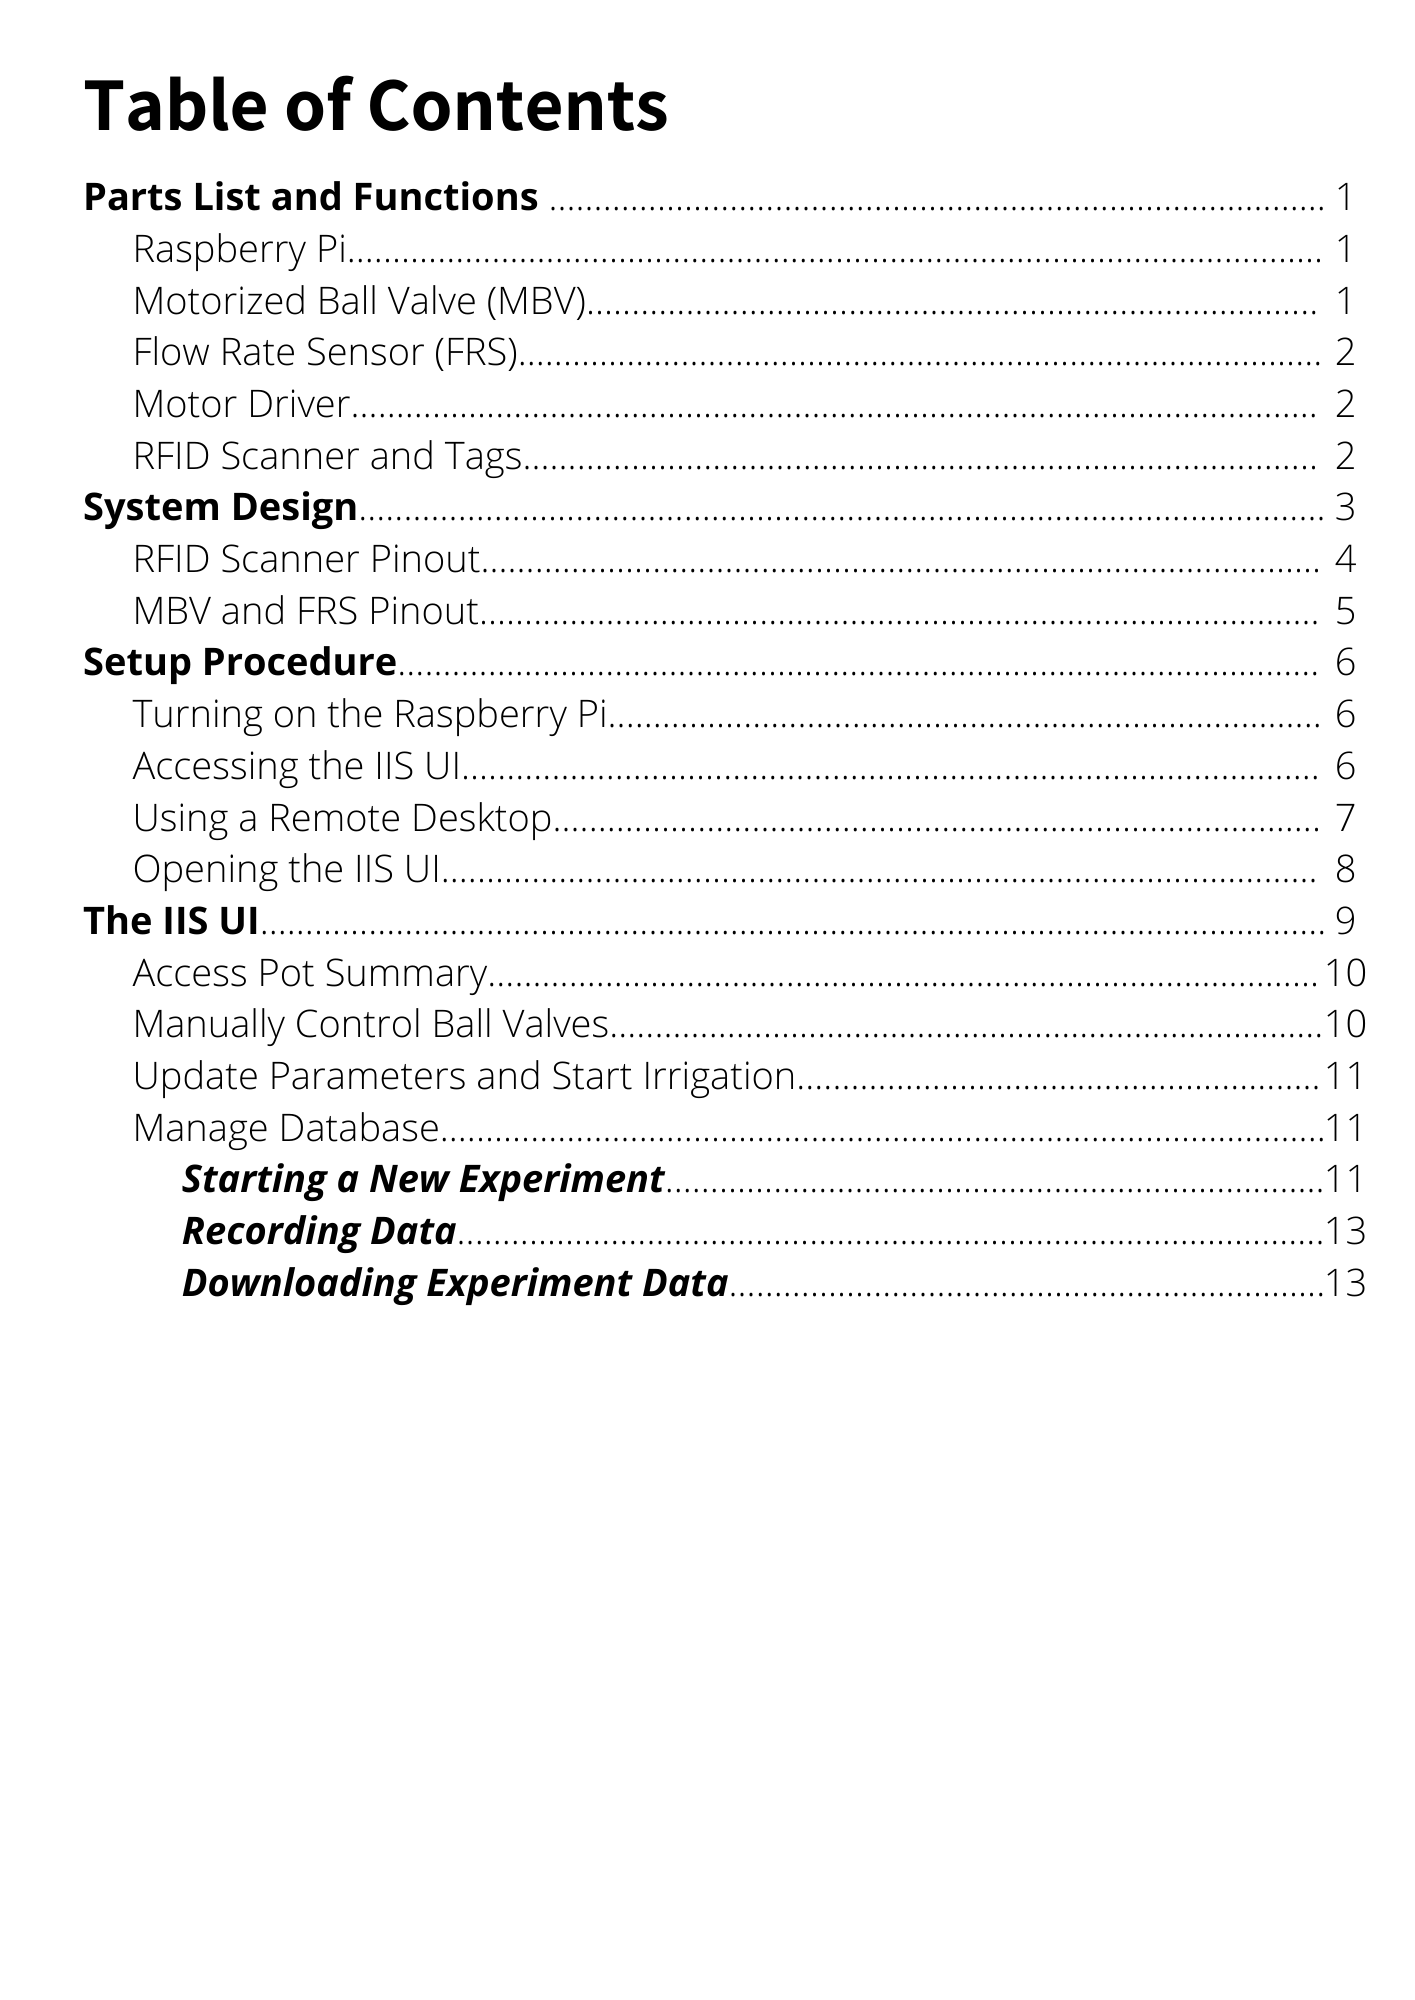 Table of Contents
Parts List and Functions ........................................................................................ 1
Raspberry Pi.............................................................................................................. 1
Motorized Ball Valve (MBV)................................................................................... 1
Flow Rate Sensor (FRS)........................................................................................... 2
Motor Driver............................................................................................................. 2
RFID Scanner and Tags.......................................................................................... 2
System Design............................................................................................................ 3
RFID Scanner Pinout............................................................................................... 4
MBV and FRS Pinout............................................................................................... 5
Setup Procedure........................................................................................................ 6
Turning on the Raspberry Pi................................................................................. 6
Accessing the IIS UI................................................................................................. 6
Using a Remote Desktop....................................................................................... 7
Opening the IIS UI................................................................................................... 8
The IIS UI....................................................................................................................... 9
Access Pot Summary..............................................................................................10
Manually Control Ball Valves.................................................................................10
Update Parameters and Start Irrigation...........................................................11
Manage Database....................................................................................................11
Starting a New Experiment...........................................................................11
Recording Data..................................................................................................13
Downloading Experiment Data....................................................................13